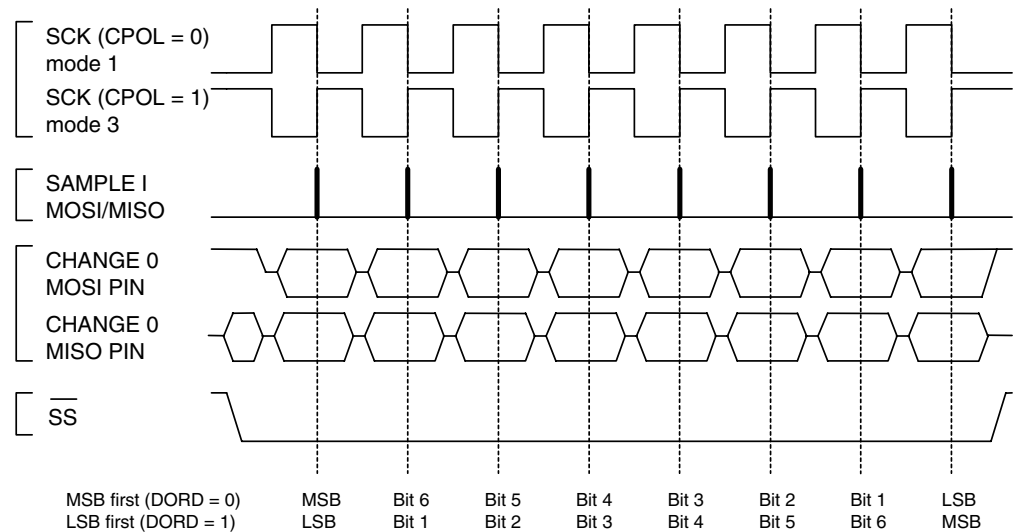 SCK (CPOL = 0)
mode 1
SCK (CPOL = 1)
mode 3
SAMPLE I
MOSI/MISO
CHANGE 0
MOSI PIN
CHANGE 0
MISO PIN
SS
MSB first (DORD = 0) MSB Bit 6 Bit 5 Bit 4 Bit 3 Bit 2 Bit 1 LSB
LSB first (DORD = 1) LSB Bit 1 Bit 2 Bit 3 Bit 4 Bit 5 Bit 6 MSB